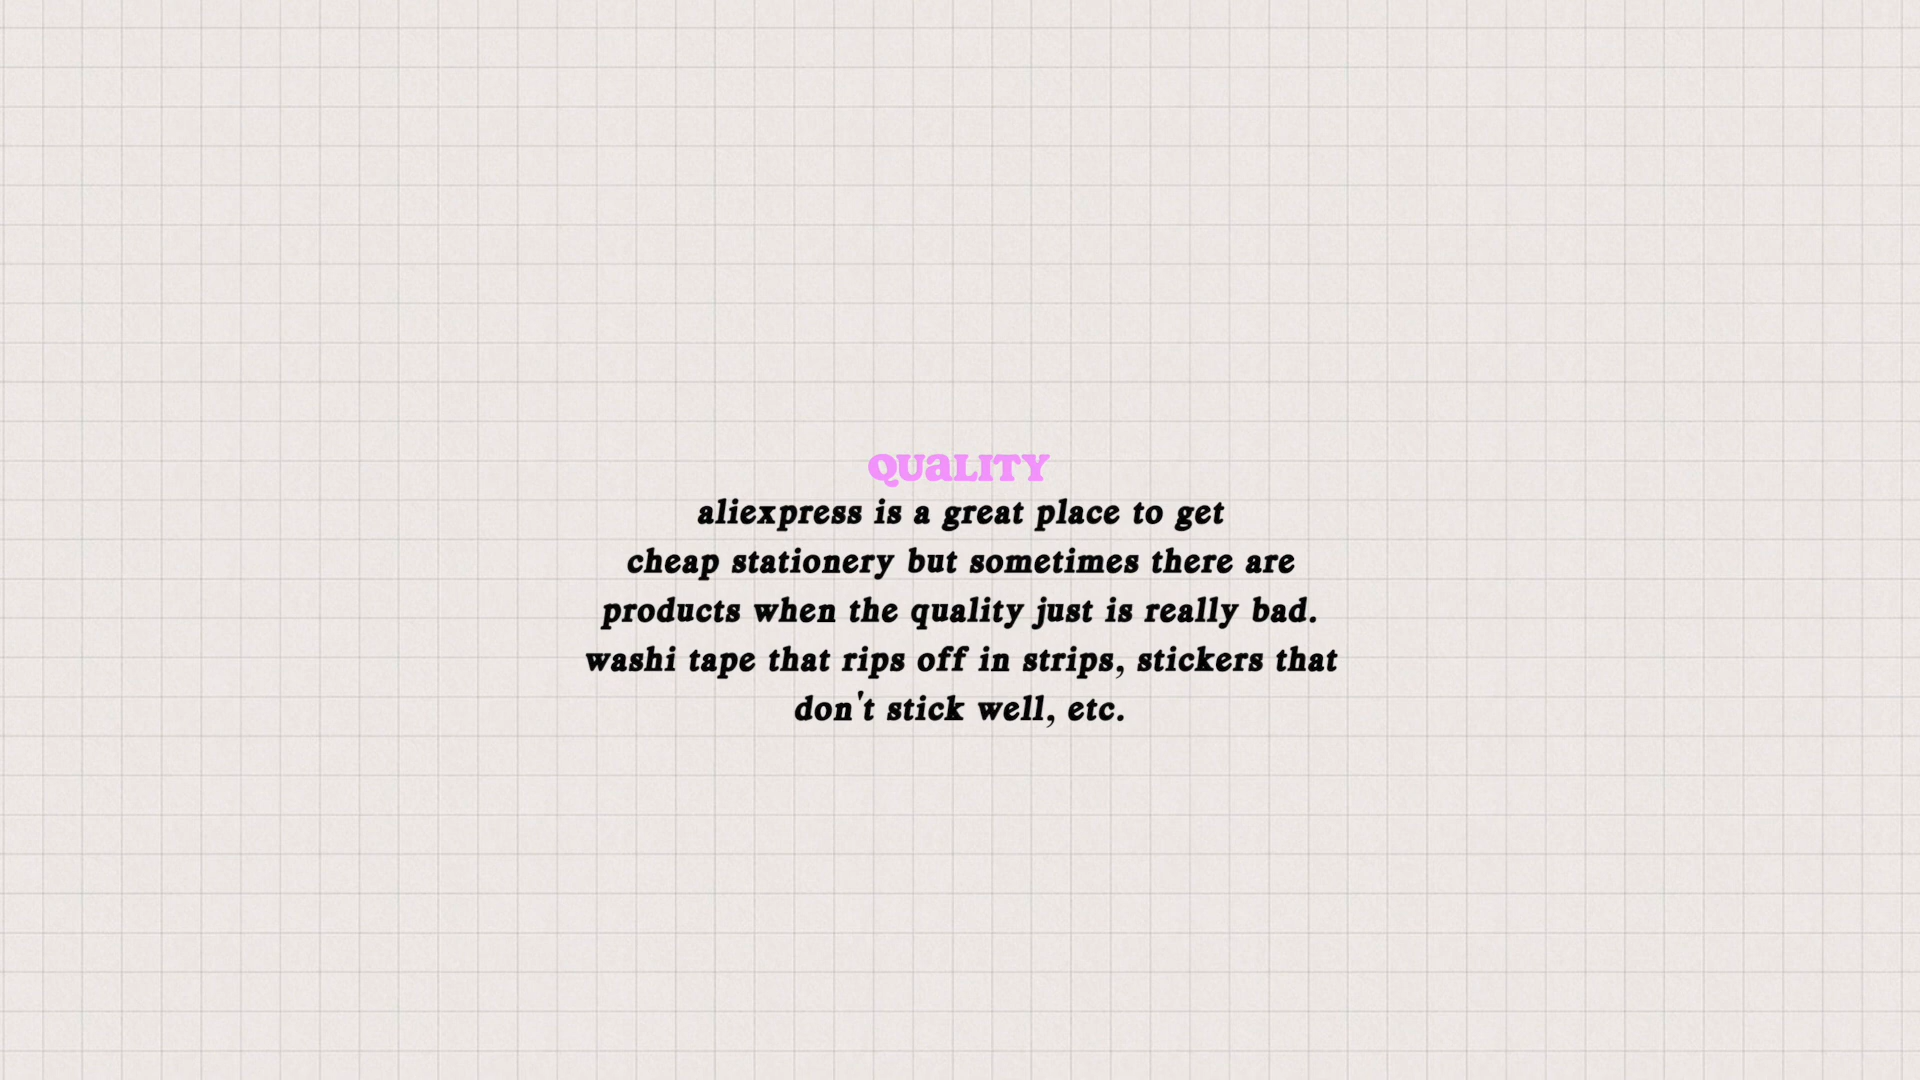 QUaLITY
aliexpress is a great place to get
cheap stationery but sometimes there are
products when the quality just is really bad.
washi tape that rips off in strips, stickers that
don't stick well, etc.